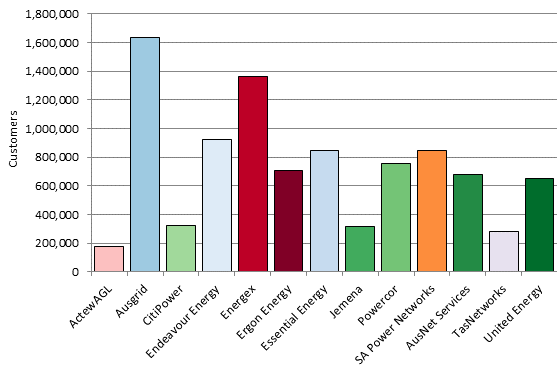 1,800,000
1,600,000
1,400,000
1,200,000
1,000,000
800,000
600,000
400,000
200,000
0
Customers
ActewAGL
Ausgrid
CitiPower
Endeavour Energy
Energex
Ergon Energy
Essential Energy
Jemena
Powercor
SA Power Networks
AusNet Services
TasNetworks
United Energy